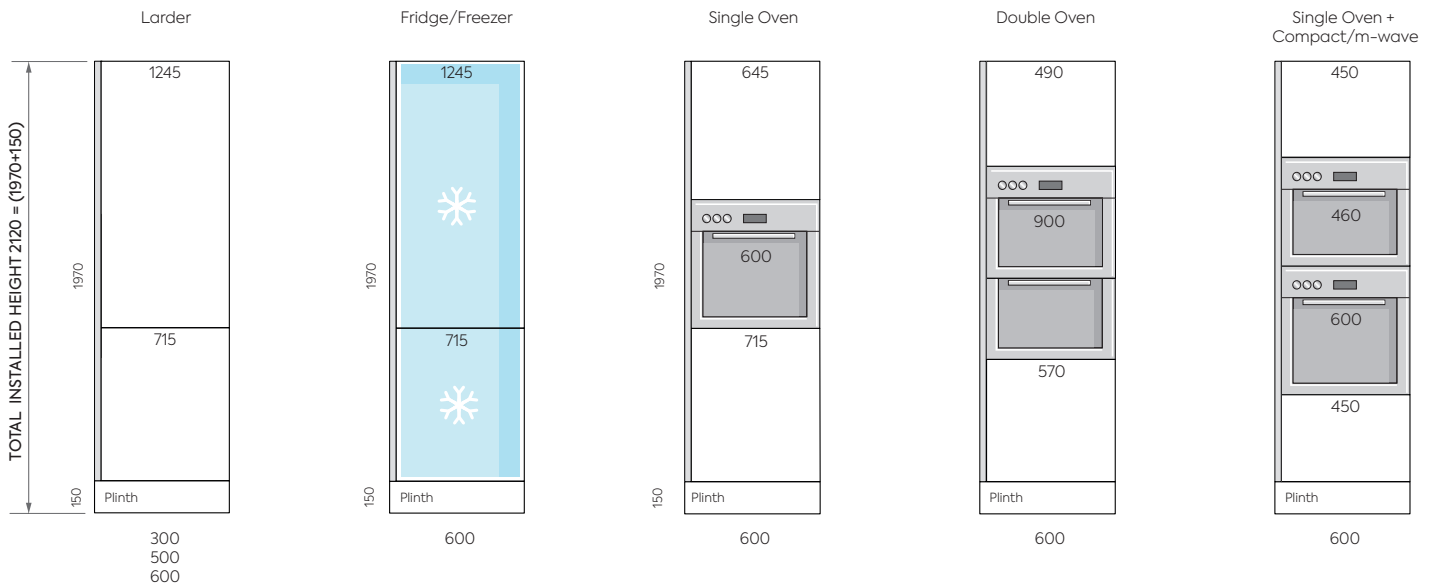 Larder
Fridge/Freezer
Single Oven
Double Oven
Single Oven +
Compact/m-wave
TOTAL INSTALLED HEIGHT 2120 = (1970+150)
1970
150
1245
715
Plinth
300
500
600
1970
150
1245
715
Plinth
600
1970
150
645
600
715
Plinth
600
490
900
570
Plinth
600
450
460
600
450
Plinth
600